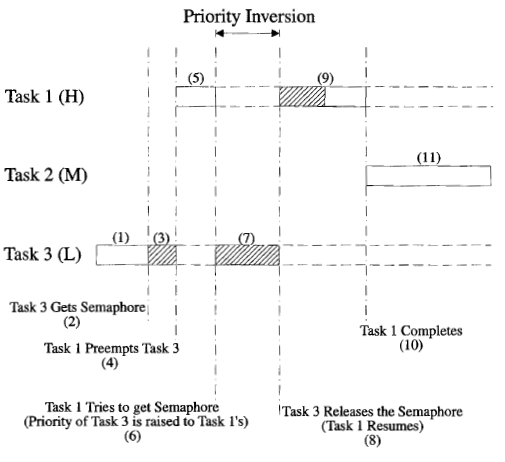 Priority Inversion
(5)
(9)
Task 1 (H)
(11)
Task 2 (M)
(1)
(3)
(7)
Task 3 (L)
Task 3 Gets Semaphore
(2)
Task 1 Preempts Task 3
(4)
Task 1 Completes
(10)
Task 1 Tries to get Semaphore
(Priority of Task 3 is raised to Task 1's)
(6)
Task 3 Releases the Semaphore
(Task 1 Resumes)
(8)